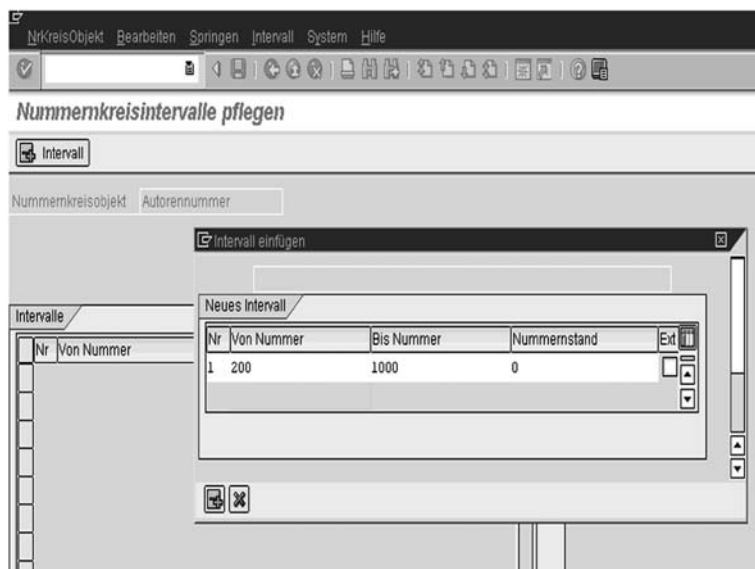 NrKreisObjekt Bearbeiten Springen Intervall System Hilfe
Nummernkreisintervalle pflegen
Intervall
Nummernkreisobjekt Autorennummer
Intervall einfügen
Neues Intervall
Nr Von Nummer Bis Nummer Nummernstand Ext
1 200 1000 0
Intervalle
Nr Von Nummer